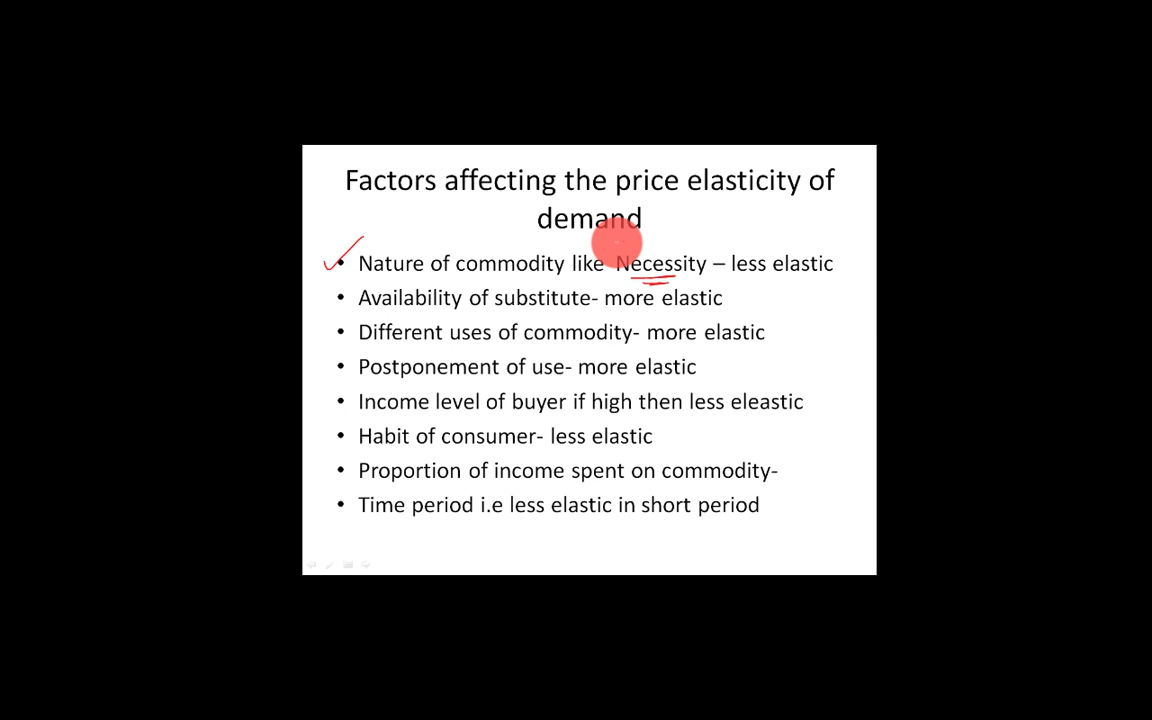 Factors affecting the price elasticity of
demand
• Nature of commodity like Necessity – less elastic
• Availability of substitute- more elastic
• Different uses of commodity- more elastic
• Postponement of use- more elastic
• Income level of buyer if high then less eleastic
• Habit of consumer- less elastic
• Proportion of income spent on commodity-
• Time period i.e less elastic in short period